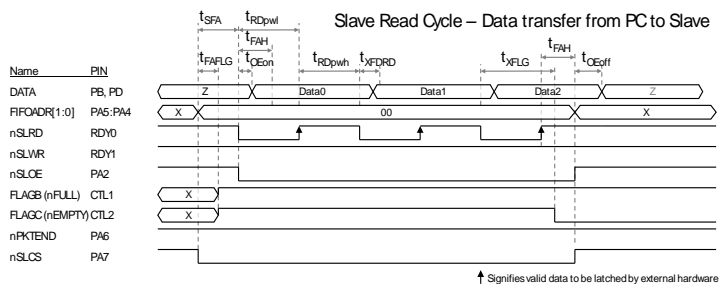 Slave Read Cycle – Data transfer from PC to Slave
tSFA tRDpwl
tFAH tFAH
tFAFLG tOEon tRDpwh tXFDRD tXFLG tOEoff
Name PIN
DATA PB, PD Z Data0 Data1 Data2 Z
FIFOADR[1:0] PA5:PA4 X 00 X
nSLRD RDY0
nSLWR RDY1
nSLOE PA2
FLAGB (nFULL) CTL1 X
FLAGC (nEMPTY) CTL2 X
nPKTEND PA6
nSLCS PA7
Signifies valid data to be latched by external hardware